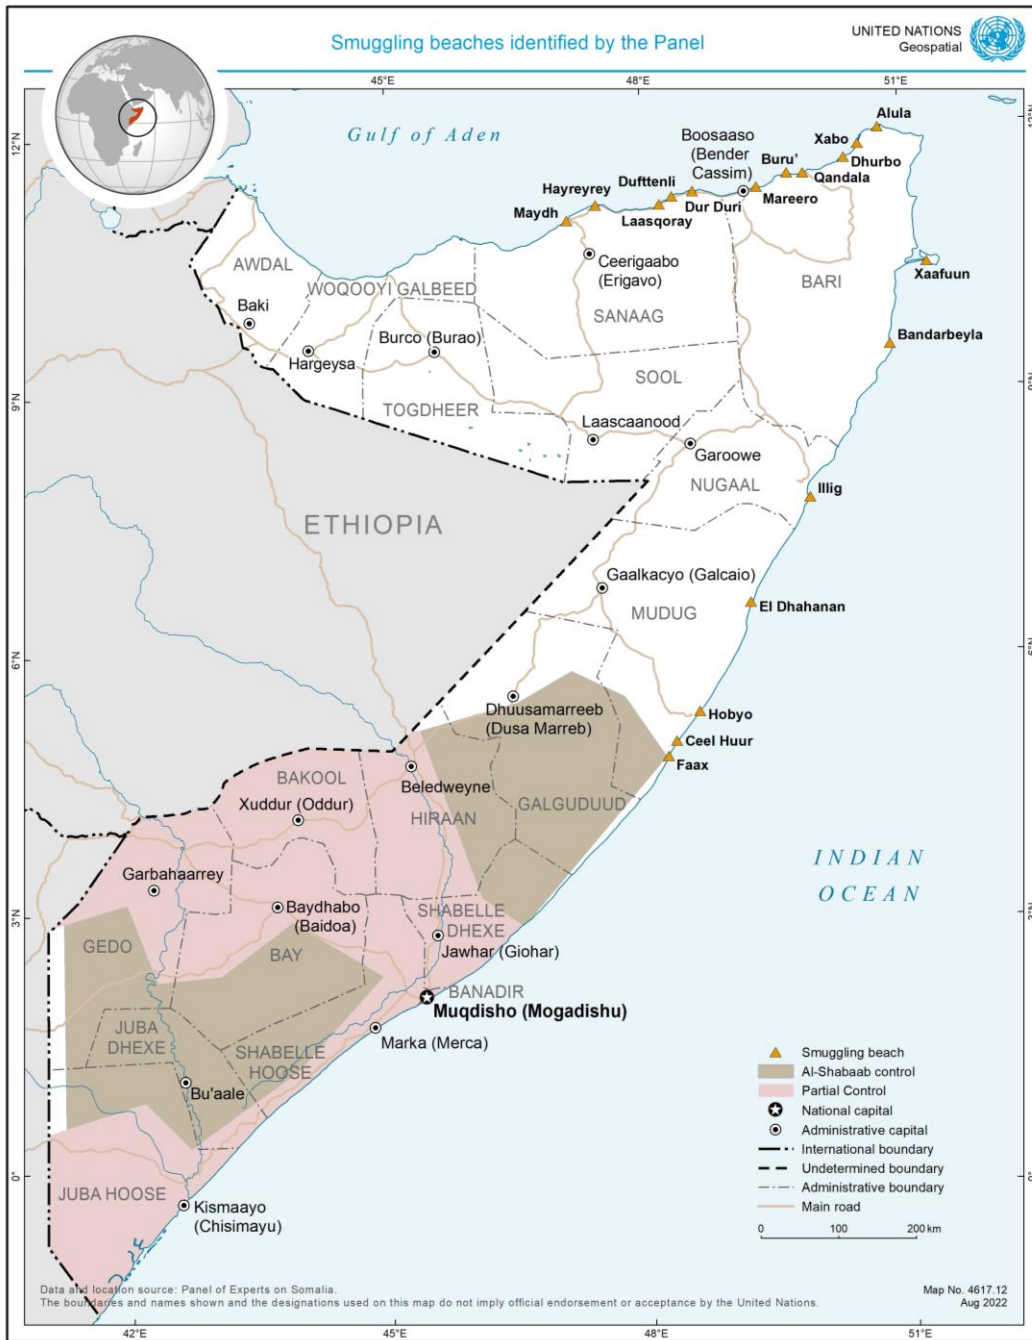 Smuggling beaches identified by the Panel
UNITED NATIONS
Geospatial
45°E
48°E
51°E
12°N
12°N
Gulf of Aden
Alula
Xabo
Boosaaso
(Bender
Cassim)
Buru'
Dhurbo
Qandala
Dufttenli
Hayreyrey
Mareero
Dur Duri
Maydh
Laasqoray
Ceerigaabo
(Erigavo)
Xaafuun
AWDAL
WOQOOYI GALBEED
BARI
SANAAG
Baki
Burco (Burao)
Bandarbeyla
Hargeysa
SOOL
9°N
9°N
TOGDHEER
Laascaanood
Garoowe
NUGAAL
Illig
ETHIOPIA
Gaalkacyo (Galcaio)
MUDUG
El Dhahanan
6°N
6°N
Dhuusamarreeb
(Dusa Marreb)
Hobyo
Ceel Huur
Faax
BAKOOL
Beledweyne
Xuddur (Oddur)
GALGUDUUD
HIRAAN
INDIAN
OCEAN
Garbahaarrey
Baydhabo
(Baidoa)
SHABELLE
DHEXE
3°N
3°N
GEDO
BAY
Jawhar (Giohar)
BANADIR
Muqdisho (Mogadishu)
JUBA
DHEXE
Marka (Merca)
SHABELLE
HOOSE
Bu'aale
Smuggling beach
Al-Shabaab control
Partial Control
National capital
Administrative capital
International boundary
Undetermined boundary
Administrative boundary
Main road
0°
0°
JUBA HOOSE
Kismaayo
(Chisimayu)
0
100
200 km
Data and location source: Panel of Experts on Somalia.
The boundaries and names shown and the designations used on this map do not imply official endorsement or acceptance by the United Nations.
Map No. 4617.12
Aug 2022
42°E
45°E
48°E
51°E